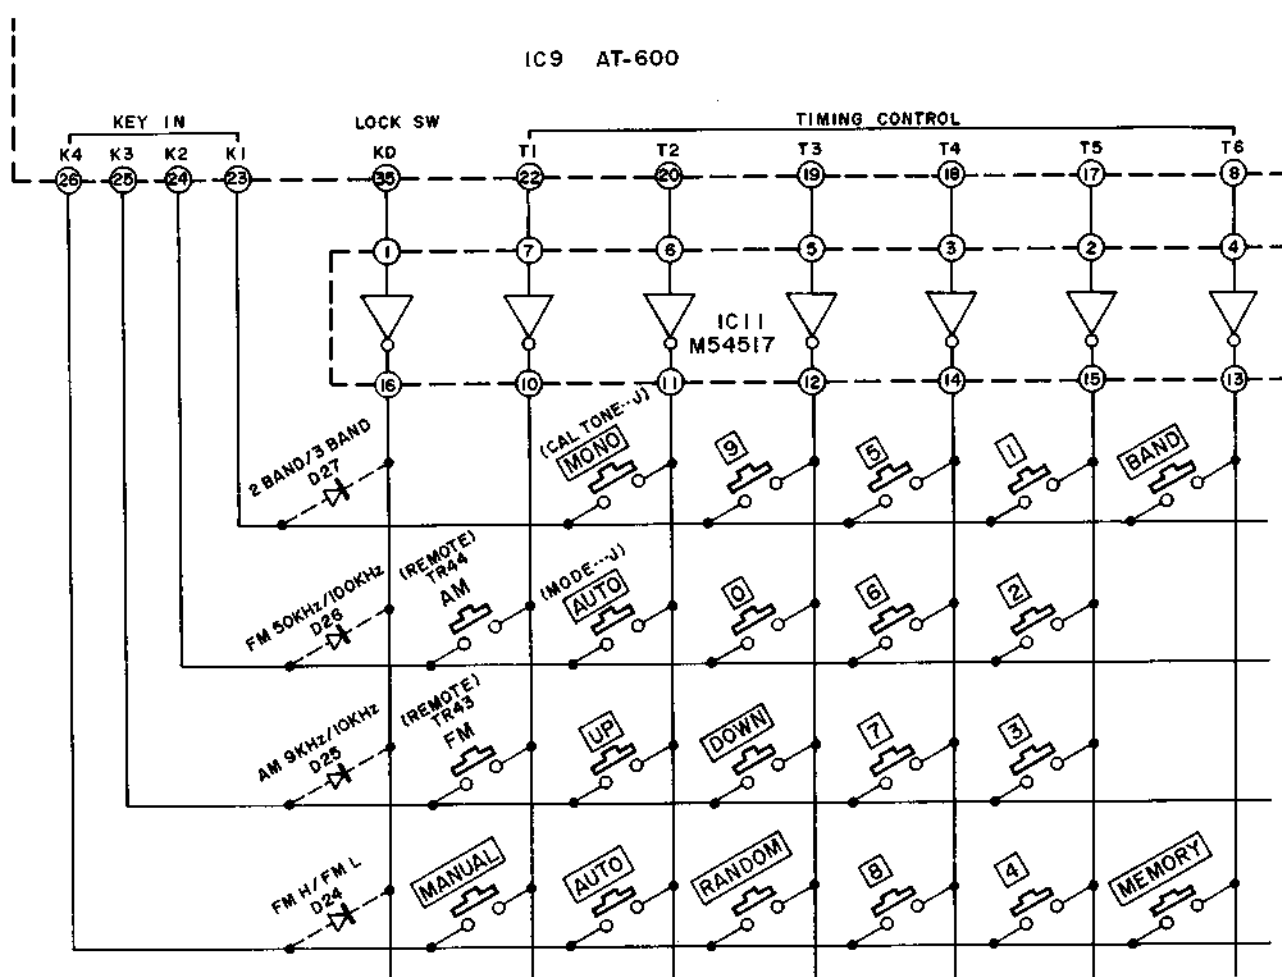 IC9 AT-600
KEY IN LOCK SW TIMING CONTROL
K4 K3 K2 K1 KD T1 T2 T3 T4 T5 T6
26 25 24 23 35 22 20 19 18 17 8
1 7 6 5 3 2 4
IC11
M54517
16 10 11 12 14 15 13
2 BAND/3 BAND
D27
(CAL TONE--J)
MONO
9
5
1
BAND
FM 50KHz/100KHz
D26
(REMOTE)
TR44
AM
(MODE---J)
AUTO
0
6
2
AM 9KHz/10KHz
D25
(REMOTE)
TR43
FM
UP
DOWN
7
3
FM H/FM L
D24
MANUAL
AUTO
RANDOM
8
4
MEMORY